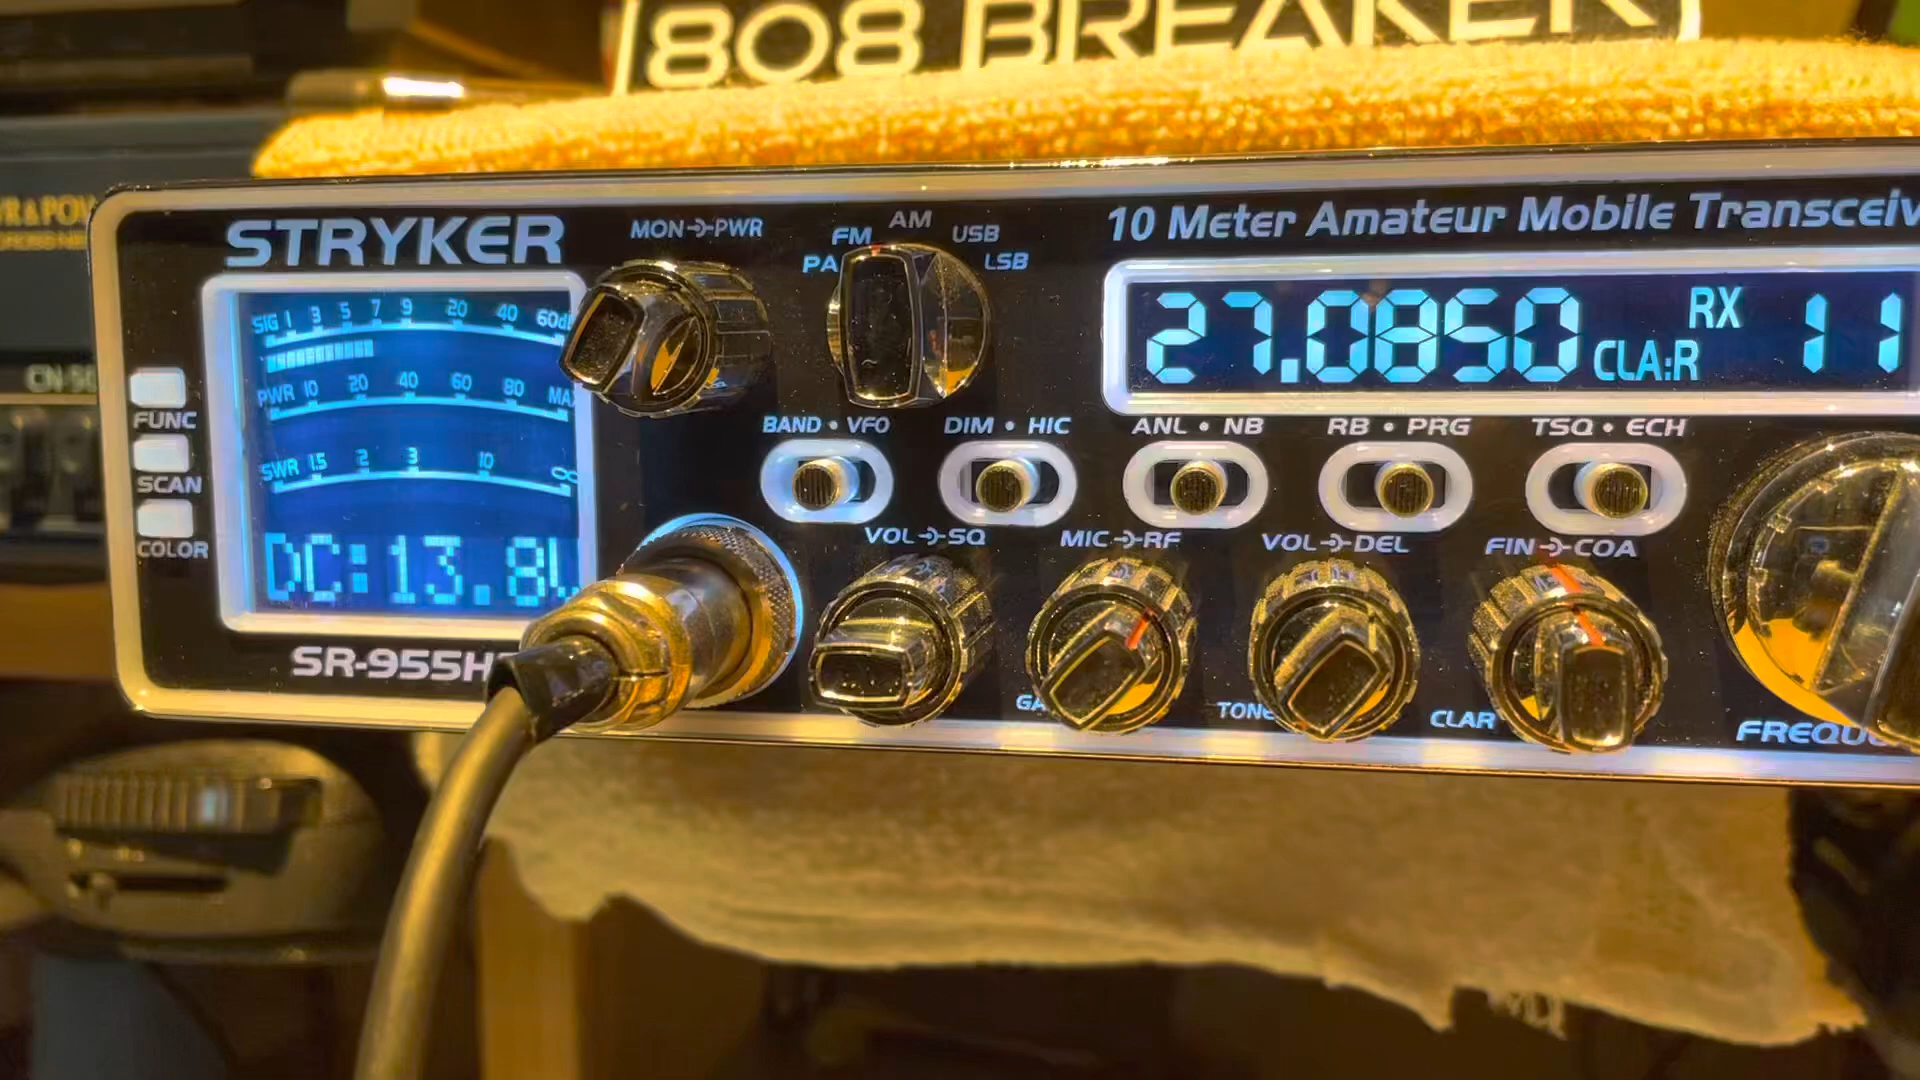 808 BREAKER
STRYKER
MON PWR
PA FM AM USB LSB
10 Meter Amateur Mobile Transceiv
SIG 1 3 5 7 9 20 40 60d
PWR 10 20 40 60 80 MAX
SWR 1.5 2 3 10 ∞
DC:13.8
27.0850 CLA:R RX 11
FUNC
SCAN
COLOR
BAND • VFO DIM • HIC ANL • NB RB • PRG TSQ • ECH
VOL SQ MIC RF VOL DEL FIN COA
SR-955H
TONE CLAR FREQU